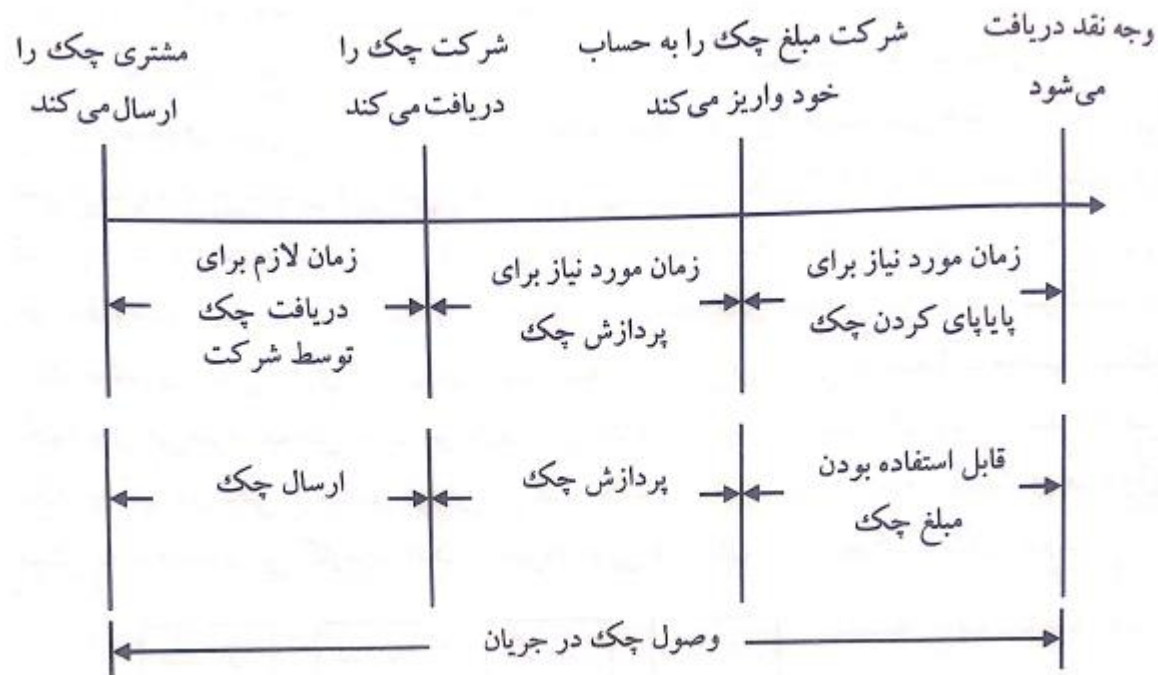 مشتری چک را
ارسال می‌کند
شرکت چک را
دریافت می‌کند
شرکت مبلغ چک را به حساب
خود واریز می‌کند
وجه نقد دریافت
می‌شود
زمان لازم برای
دریافت چک
توسط شرکت
زمان مورد نیاز برای
پردازش چک
زمان مورد نیاز برای
پایاپای کردن چک
ارسال چک
پردازش چک
قابل استفاده بودن
مبلغ چک
وصول چک در جریان